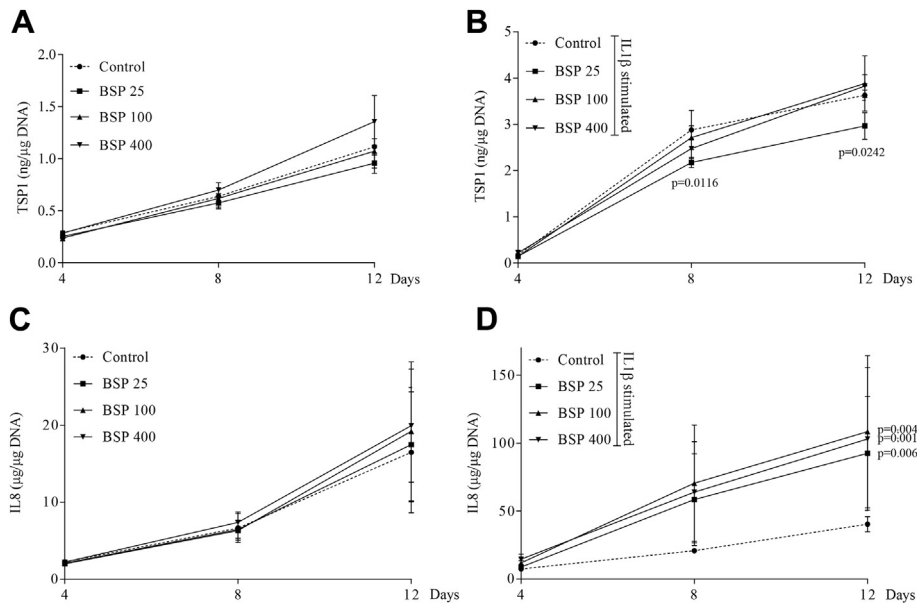 A
TSP1 (ng/µg DNA)
2.0
1.5
1.0
0.5
0.0
Control
BSP 25
BSP 100
BSP 400
4
8
12
Days
B
TSP1 (ng/µg DNA)
5
4
3
2
1
0
Control
BSP 25
BSP 100
BSP 400
IL1β stimulated
p=0.0116
p=0.0242
4
8
12
Days
C
IL8 (µg/µg DNA)
30
20
10
0
Control
BSP 25
BSP 100
BSP 400
4
8
12
Days
D
IL8 (µg/µg DNA)
150
100
50
0
Control
BSP 25
BSP 100
BSP 400
IL1β stimulated
p=0.004
p=0.001
p=0.006
4
8
12
Days